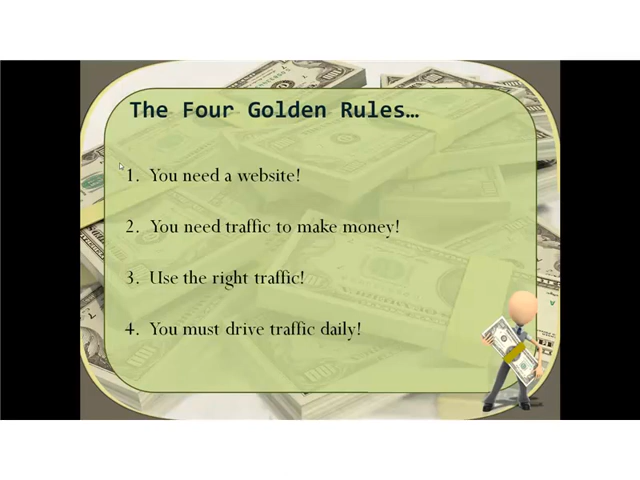 The Four Golden Rules…
1. You need a website!
2. You need traffic to make money!
3. Use the right traffic!
4. You must drive traffic daily!